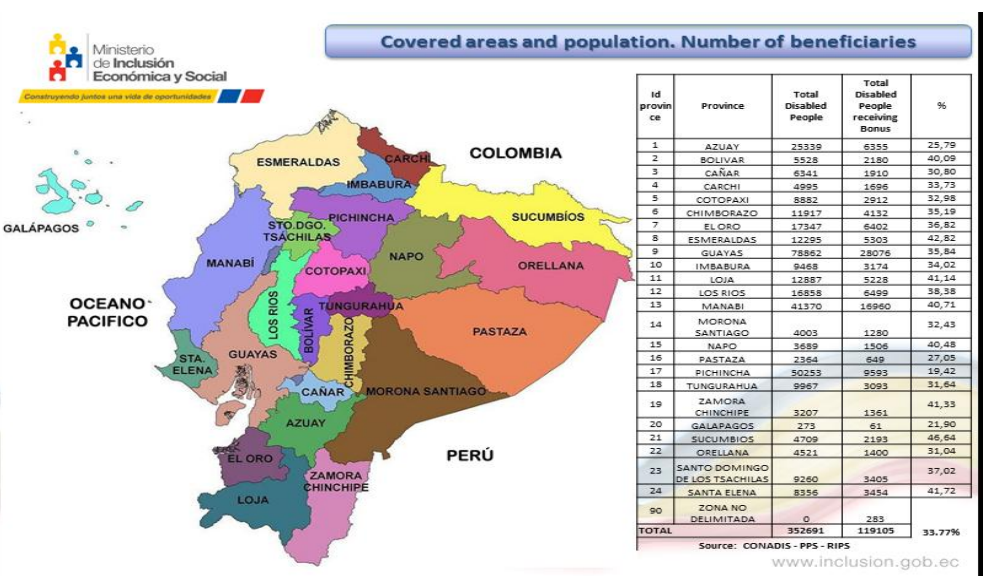 Ministerio
de Inclusión
Económica y Social
Construyendo juntos una vida de oportunidades
Covered areas and population. Number of beneficiaries
COLOMBIA
ESMERALDAS
CARCHI
IMBABURA
GALÁPAGOS
SUCUMBÍOS
PICHINCHA
STO.DGO.
TSÁCHILAS
NAPO
MANABÍ
COTOPAXI
ORELLANA
OCEANO
PACIFICO
TUNGURAHUA
LOS RIOS
BOLÍVAR
CHIMBORAZO
PASTAZA
STA.
ELENA
GUAYAS
CAÑAR
MORONA SANTIAGO
AZUAY
PERÚ
EL ORO
ZAMORA
CHINCHIPE
LOJA
Id
provin
ce
Province
Total
Disabled
People
Total
Disabled
People
receiving
Bonus
%
1 AZUAY 25339 6355 25,79
2 BOLIVAR 5528 2180 40,09
3 CAÑAR 6341 1910 30,80
4 CARCHI 4995 1696 33,73
5 COTOPAXI 8882 2912 32,98
6 CHIMBORAZO 11917 4132 35,19
7 EL ORO 17347 6402 36,82
8 ESMERALDAS 12295 5303 42,82
9 GUAYAS 78862 28076 35,84
10 IMBABURA 9468 3174 34,02
11 LOJA 12887 5228 41,14
12 LOS RIOS 16858 6499 38,38
13 MANABI 41370 16960 40,71
14 MORONA
SANTIAGO 4003 1280 32,43
15 NAPO 3689 1506 40,48
16 PASTAZA 2364 649 27,05
17 PICHINCHA 50253 9593 19,42
18 TUNGURAHUA 9967 3093 31,64
19 ZAMORA
CHINCHIPE 3207 1361 41,33
20 GALAPAGOS 273 61 21,90
21 SUCUMBIOS 4709 2193 46,64
22 ORELLANA 4521 1400 31,04
23 SANTO DOMINGO
DE LOS TSACHILAS 9260 3405 37,02
24 SANTA ELENA 8356 3454 41,72
90 ZONA NO
DELIMITADA 0 283
TOTAL 352691 119105 33.77%
Source: CONADIS - PPS - RIPS
www.inclusion.gob.ec